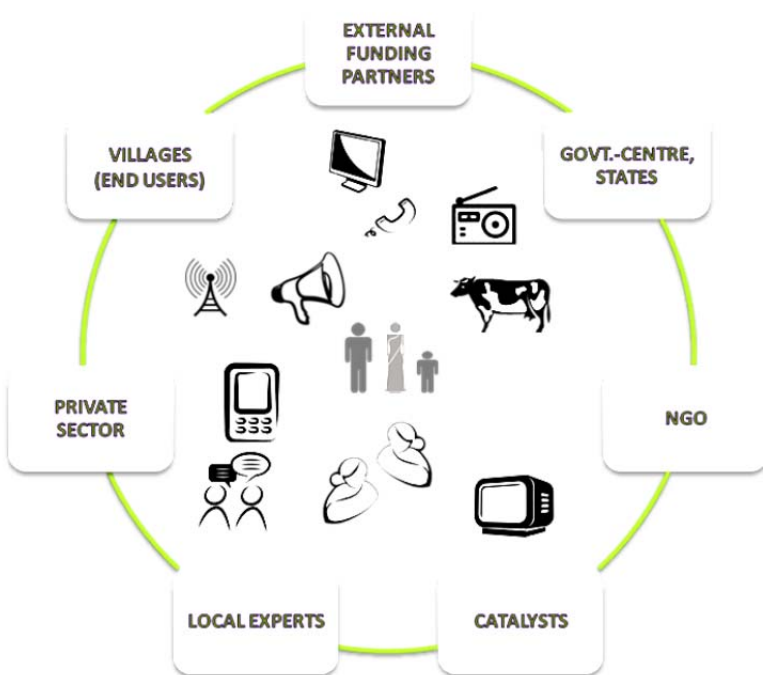 EXTERNAL
FUNDING
PARTNERS
VILLAGES
(END USERS)
GOVT.-CENTRE,
STATES
PRIVATE
SECTOR
NGO
LOCAL EXPERTS
CATALYSTS